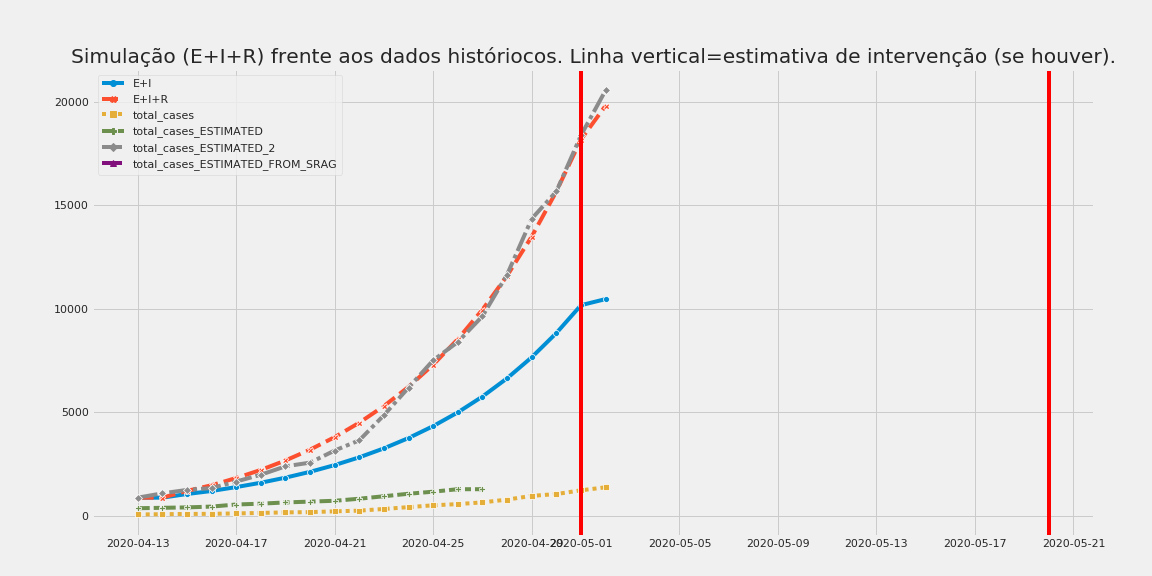 Simulação (E+I+R) frente aos dados históriocos. Linha vertical=estimativa de intervenção (se houver).
E+I
E+I+R
total_cases
total_cases_ESTIMATED
total_cases_ESTIMATED_2
total_cases_ESTIMATED_FROM_SRAG
20000
15000
10000
5000
0
2020-04-13 2020-04-17 2020-04-21 2020-04-25 2020-04-29 2020-05-01 2020-05-05 2020-05-09 2020-05-13 2020-05-17 2020-05-21